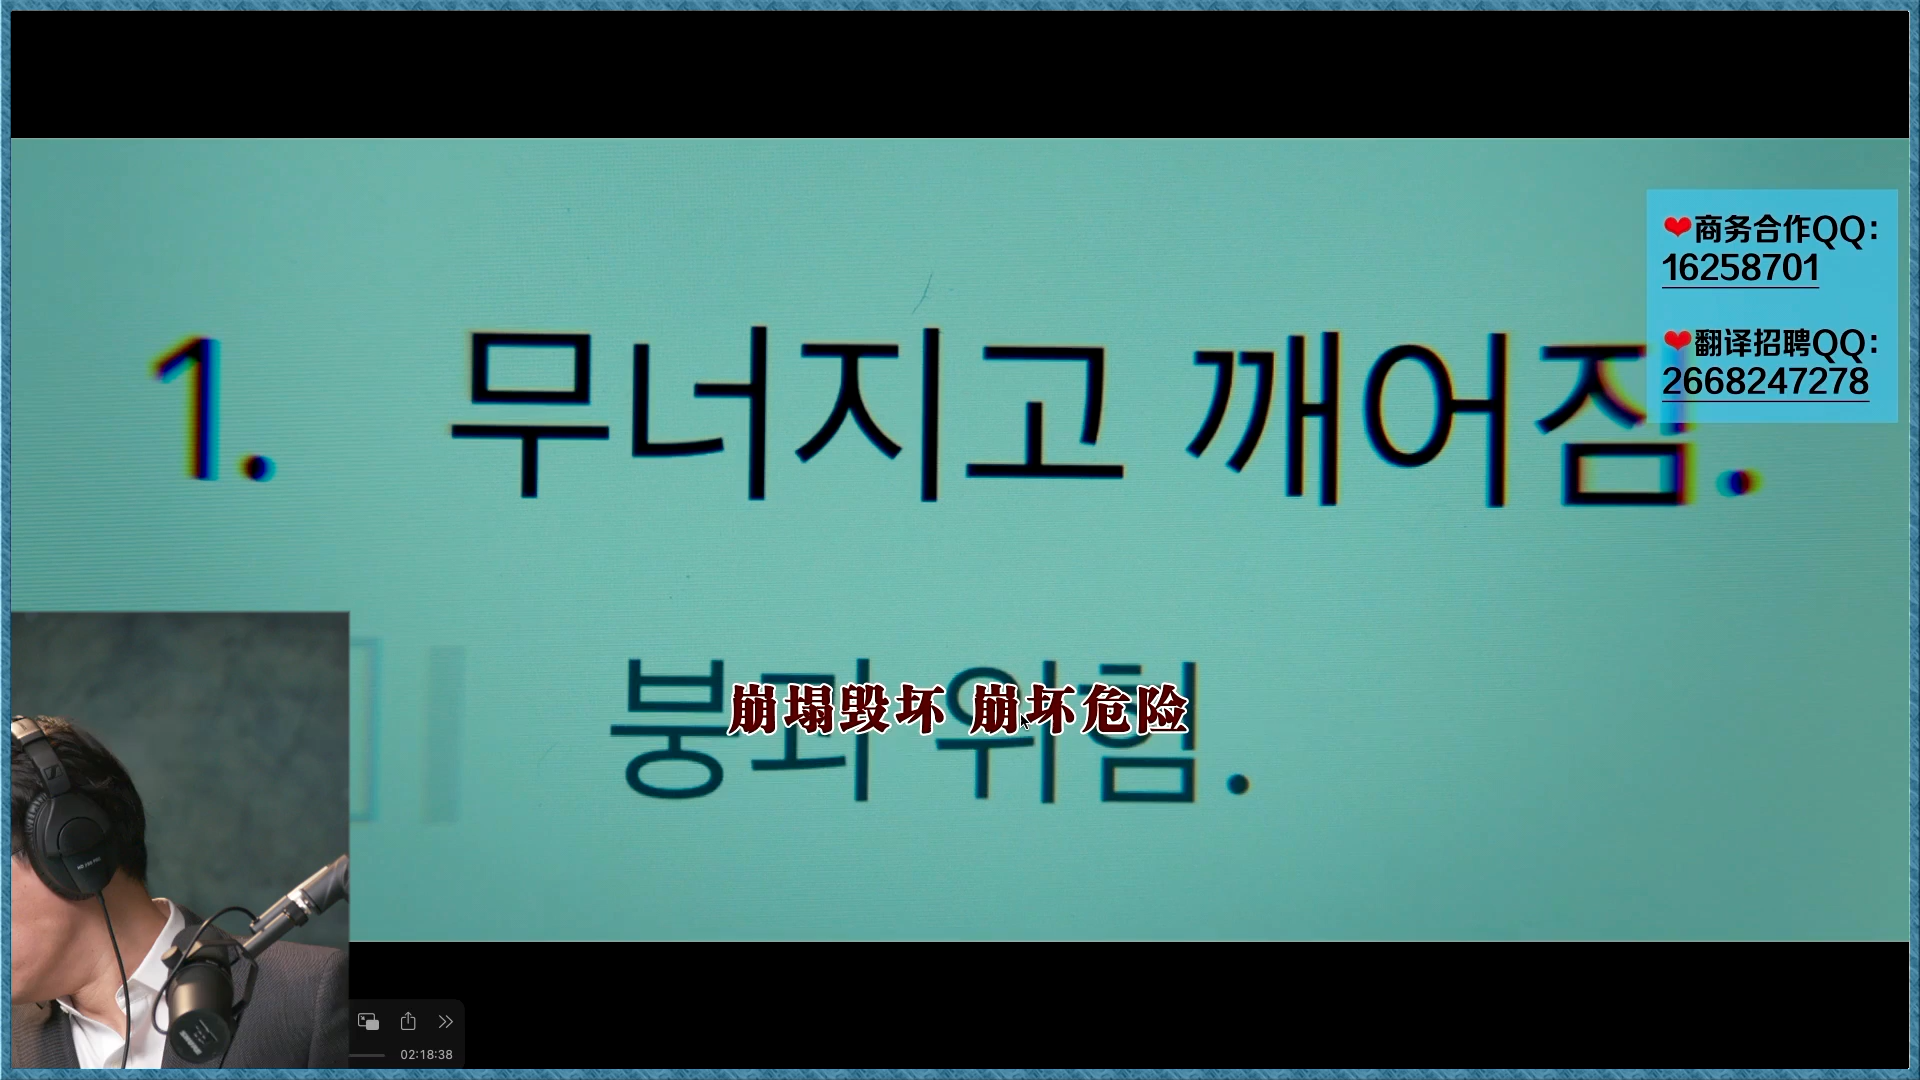 ❤商务合作QQ：
16258701
❤翻译招聘QQ：
2668247278
1. 무너지고 깨어짐.
붕괴 위험.
崩塌毁坏 崩坏危险
02:18:38